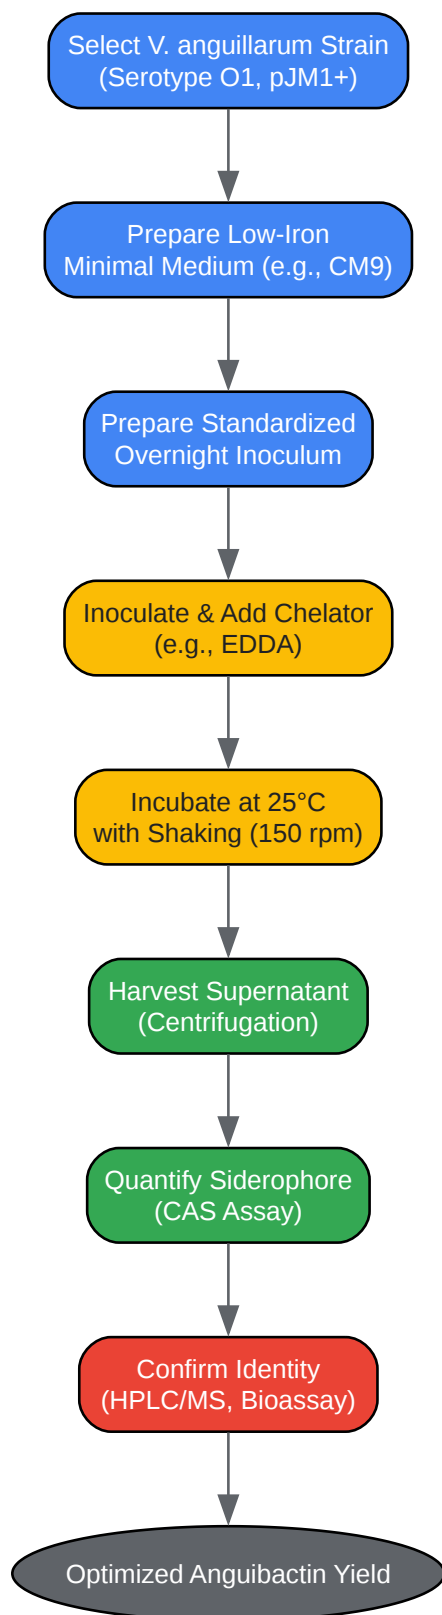 Select V. anguillarum Strain
(Serotype O1, pJM1+)
Prepare Low-Iron
Minimal Medium (e.g., CM9)
Prepare Standardized
Overnight Inoculum
Inoculate & Add Chelator
(e.g., EDDA)
Incubate at 25°C
with Shaking (150 rpm)
Harvest Supernatant
(Centrifugation)
Quantify Siderophore
(CAS Assay)
Confirm Identity
(HPLC/MS, Bioassay)
Optimized Anguibactin Yield